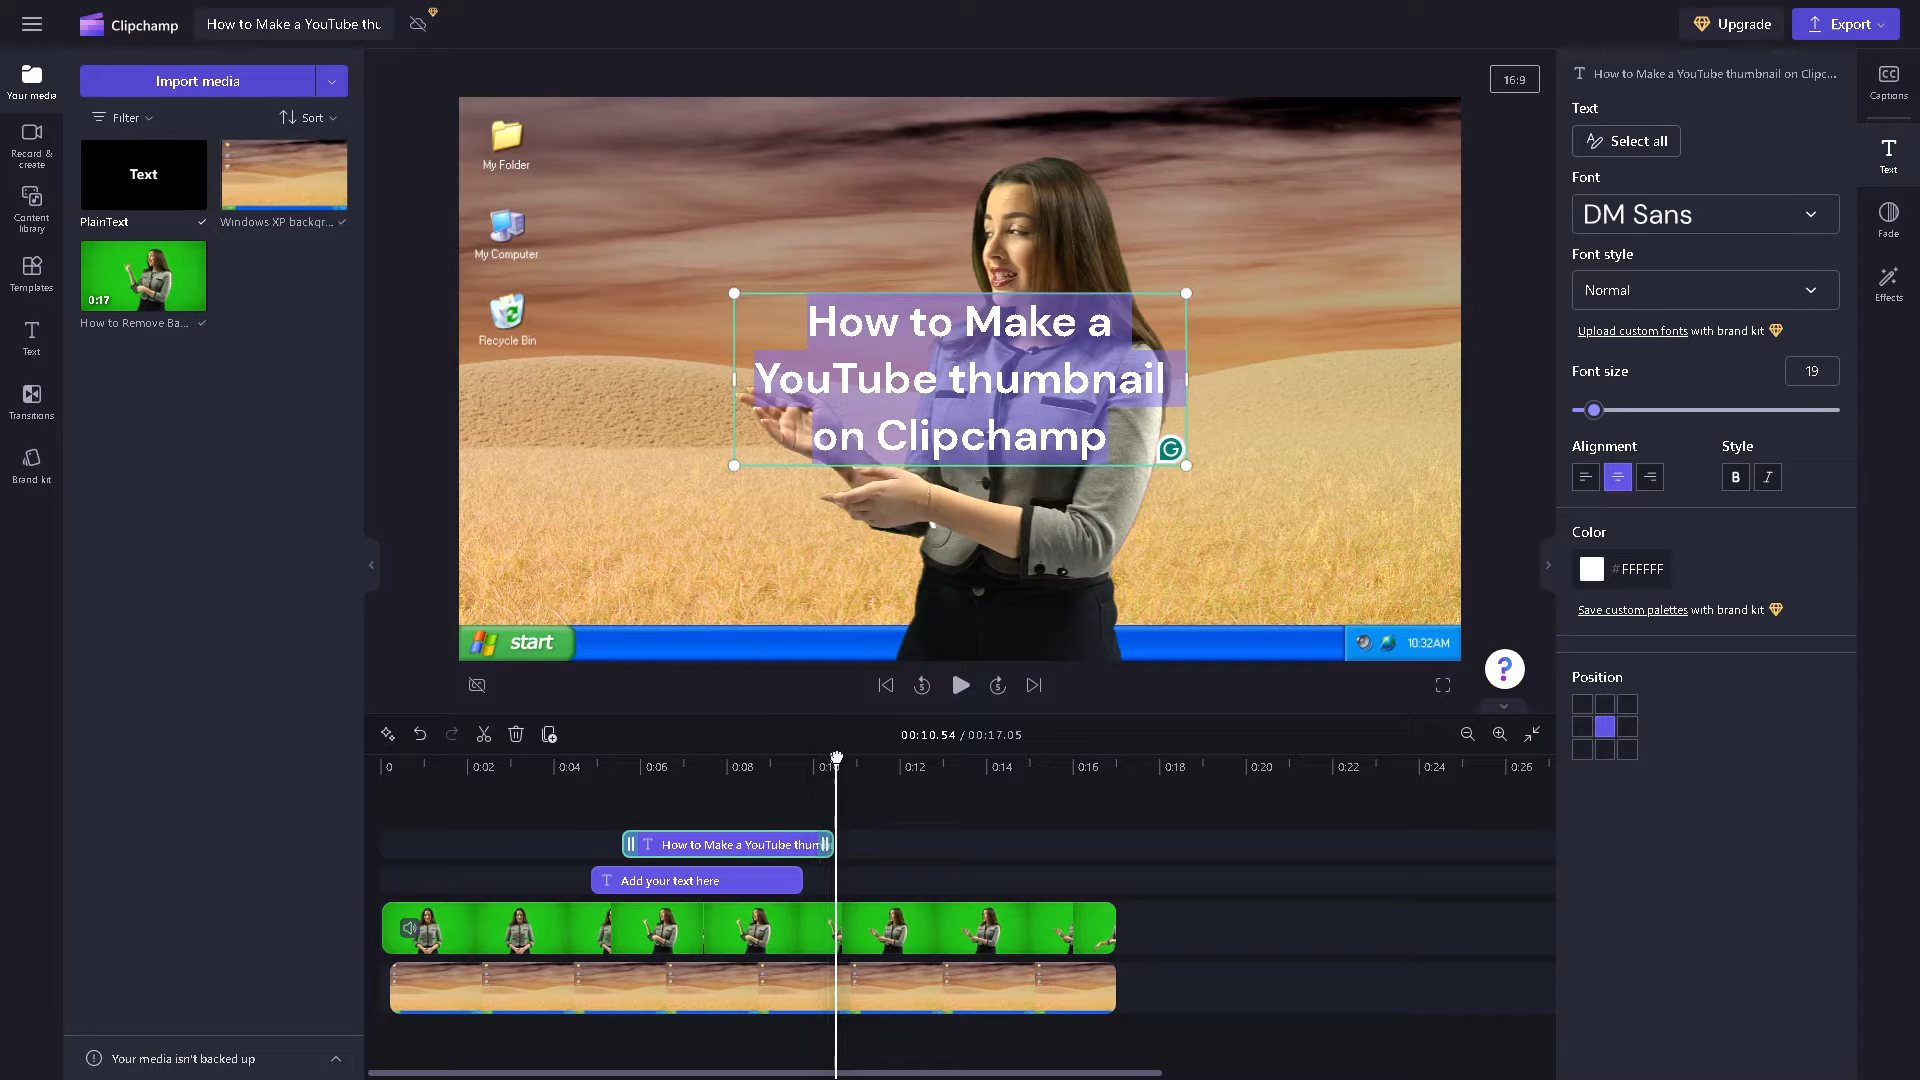 Clipchamp
How to Make a YouTube thu
Upgrade
Export
Your media
Record &
create
Content
library
Templates
Text
Transitions
Brand kit
Import media
Filter
Sort
Text
PlainText
Windows XP backgr...
0:17
How to Remove Ba...
Your media isn't backed up
16:9
My Folder
My Computer
Recycle Bin
How to Make a
YouTube thumbnail
on Clipchamp
start
10:32AM
5
5
?
00:10.54 / 00:17.05
0
0:02
0:04
0:06
0:08
0:12
0:14
0:16
0:18
0:20
0:22
0:24
0:26
T How to Make a YouTube thum
T Add your text here
T How to Make a YouTube thumbnail on Clipc...
Text
Select all
Font
DM Sans
Font style
Normal
Upload custom fonts with brand kit
Font size
19
Alignment
Style
B
I
Color
# FFFFFF
Save custom palettes with brand kit
Position
CC
Captions
Text
Fade
Effects